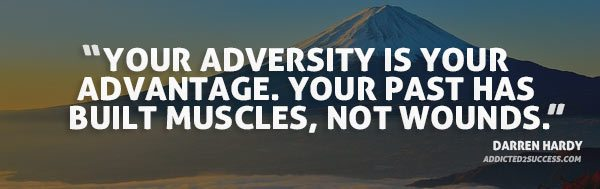 “YOUR ADVERSITY IS YOUR
ADVANTAGE. YOUR PAST HAS
BUILT MUSCLES, NOT WOUNDS.”
DARREN HARDY
ADDICTED2SUCCESS.COM